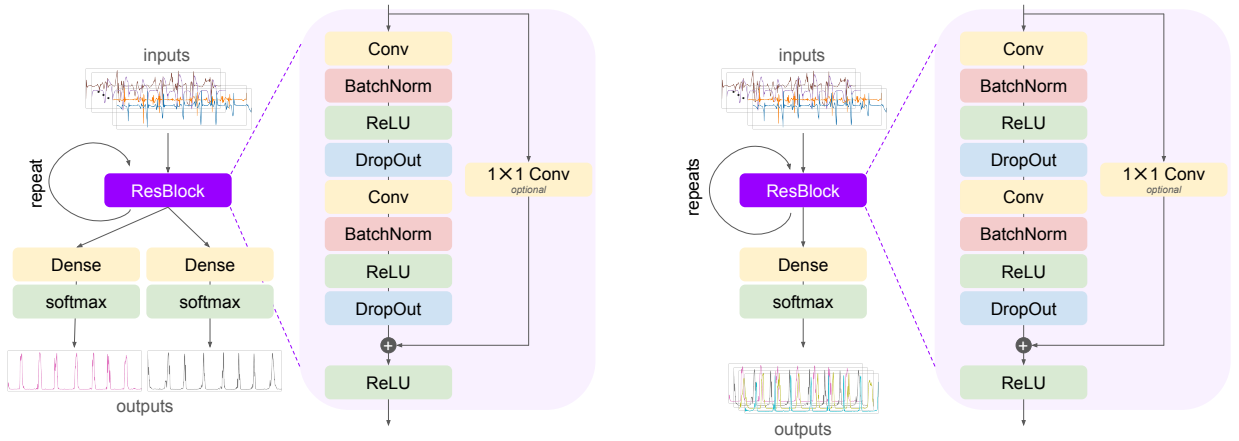 inputs
repeat
ResBlock
Dense
Dense
softmax
softmax
outputs
Conv
BatchNorm
ReLU
DropOut
1×1 Conv
optional
Conv
BatchNorm
ReLU
DropOut
+
ReLU
inputs
repeats
ResBlock
Dense
softmax
outputs
Conv
BatchNorm
ReLU
DropOut
1×1 Conv
optional
Conv
BatchNorm
ReLU
DropOut
+
ReLU